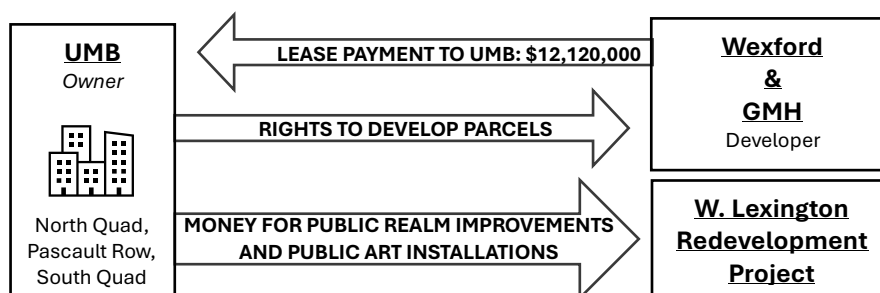 UMB
Owner
North Quad,
Pascault Row,
South Quad
LEASE PAYMENT TO UMB: $12,120,000
RIGHTS TO DEVELOP PARCELS
MONEY FOR PUBLIC REALM IMPROVEMENTS
AND PUBLIC ART INSTALLATIONS
Wexford
&
GMH
Developer
W. Lexington
Redevelopment
Project